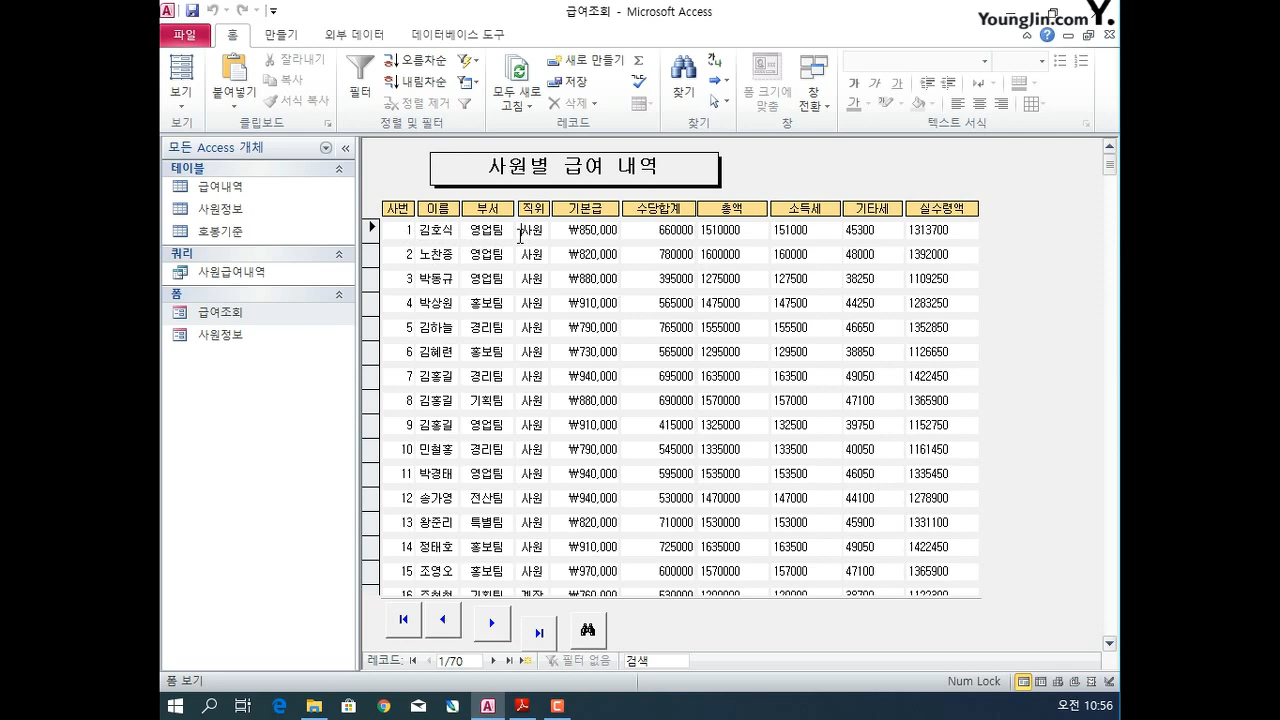 급여조회 - Microsoft Access
YoungJin.com Y.
파일 홈 만들기 외부 데이터 데이터베이스 도구
보기
보기
붙여넣기
잘라내기
복사
서식 복사
클립보드
필터
오름차순
내림차순
정렬 제거
정렬 및 필터
모두 새로 고침
새로 만들기
저장
삭제
레코드
찾기
찾기
폼 크기에 맞춤
창 전환
창
가 가 가
가
텍스트 서식
모든 Access 개체
테이블
급여내역
사원정보
호봉기준
쿼리
사원급여내역
폼
급여조회
사원정보
사원별 급여 내역
사번 이름 부서 직위 기본급 수당합계 총액 소득세 기타세 실수령액
1 김호식 영업팀 사원 ₩850,000 660000 1510000 151000 45300 1313700
2 노찬종 영업팀 사원 ₩820,000 780000 1600000 160000 48000 1392000
3 박동규 영업팀 사원 ₩880,000 395000 1275000 127500 38250 1109250
4 박상원 홍보팀 사원 ₩910,000 565000 1475000 147500 44250 1283250
5 김하늘 경리팀 사원 ₩790,000 765000 1555000 155500 46650 1352850
6 김혜련 홍보팀 사원 ₩730,000 565000 1295000 129500 38850 1126650
7 김홍길 경리팀 사원 ₩940,000 695000 1635000 163500 49050 1422450
8 김홍길 기획팀 사원 ₩880,000 690000 1570000 157000 47100 1365900
9 김홍길 영업팀 사원 ₩910,000 415000 1325000 132500 39750 1152750
10 민철홍 경리팀 사원 ₩790,000 545000 1335000 133500 40050 1161450
11 박경태 영업팀 사원 ₩940,000 595000 1535000 153500 46050 1335450
12 송가영 전산팀 사원 ₩940,000 530000 1470000 147000 44100 1278900
13 왕준리 특별팀 사원 ₩820,000 710000 1530000 153000 45900 1331100
14 정태호 홍보팀 사원 ₩910,000 725000 1635000 163500 49050 1422450
15 조영오 홍보팀 사원 ₩970,000 600000 1570000 157000 47100 1365900
레코드: 1/70 필터 없음 검색
폼 보기 Num Lock
오전 10:56